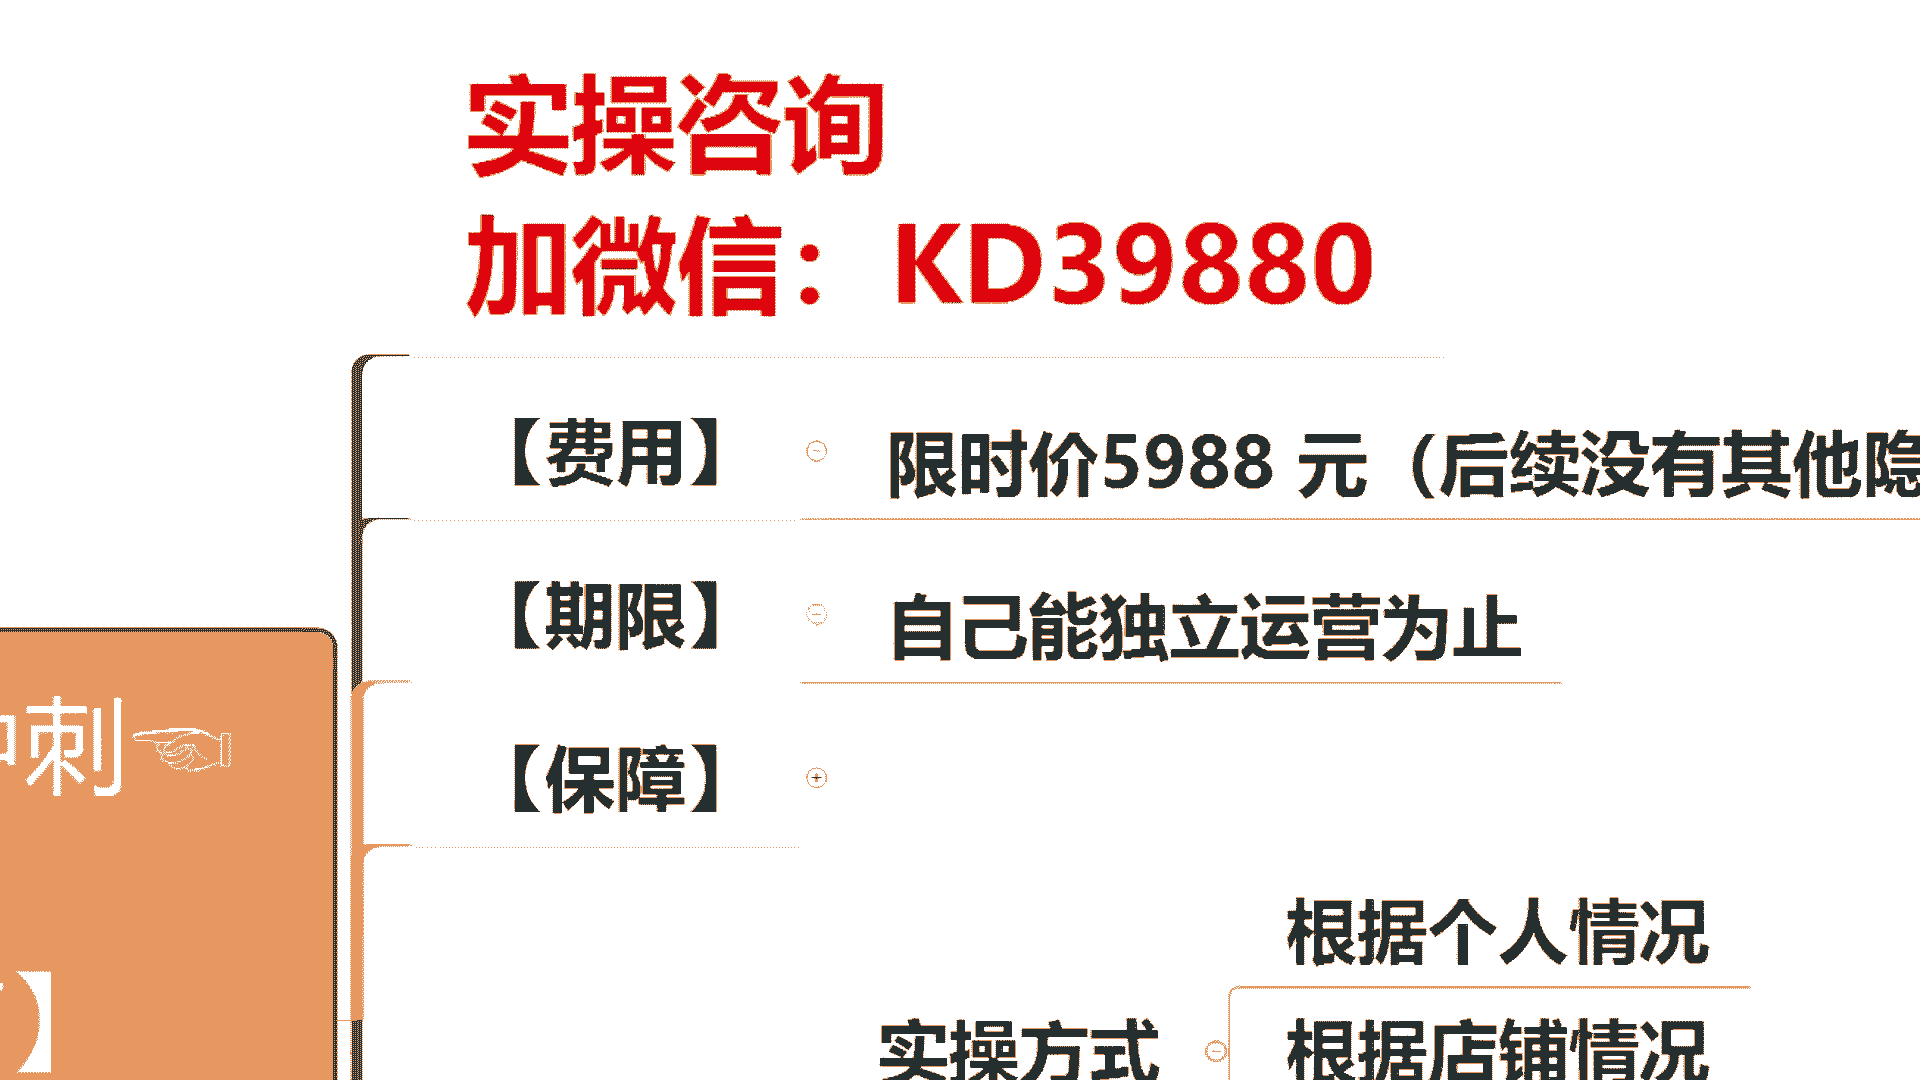 实操咨询
加微信：KD39880
【费用】
限时价5988 元（后续没有其他隐
【期限】
自己能独立运营为止
冲刺☜
【保障】
】
根据个人情况
实操方式
根据店铺情况